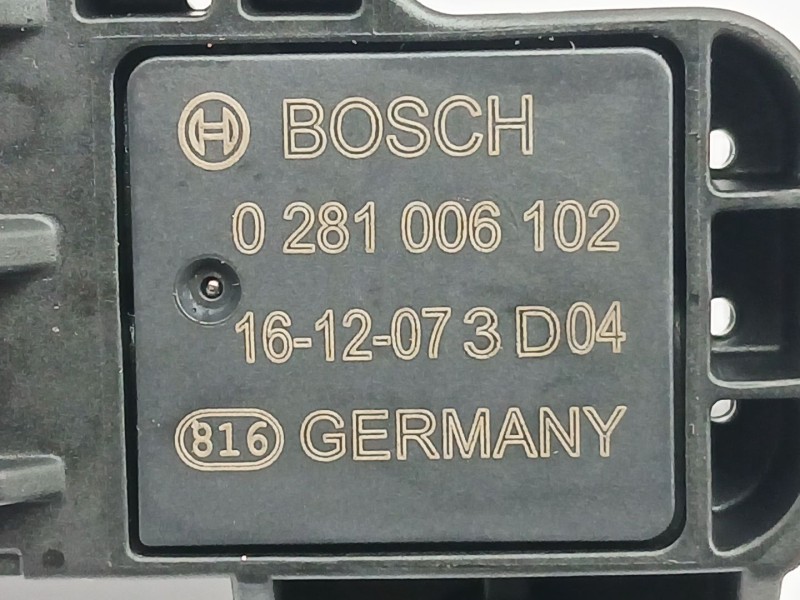 BOSCH
0 281 006 102
16-12-07 3 D04
816 GERMANY